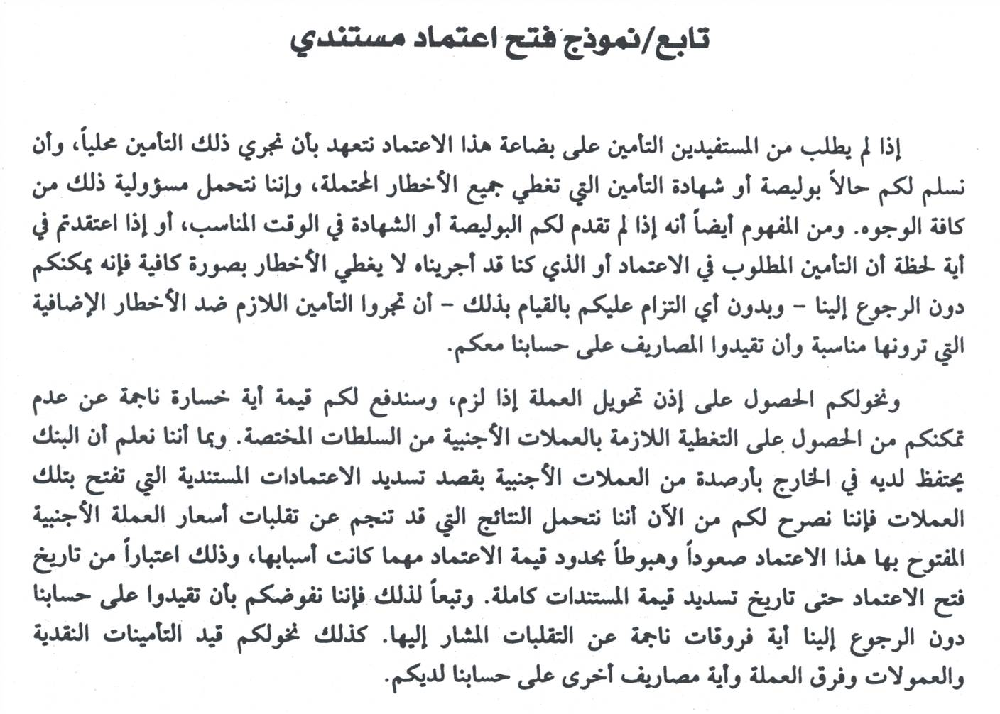 تابع/نموذج فتح اعتماد مستندي
إذا لم يطلب من المستفيدين التأمين على بضاعة هذا الاعتماد نتعهد بأن نجري ذلك التأمين محلياً، وأن
نسلم لكم حالاً بوليصة أو شهادة التأمين التي تغطي جميع الأخطار المحتملة، وإننا نتحمل مسؤولية ذلك من
كافة الوجوه. ومن المفهوم أيضاً أنه إذا لم تقدم لكم البوليصة أو الشهادة في الوقت المناسب، أو إذا اعتقدتم في
أية لحظة أن التأمين المطلوب في الاعتماد أو الذي كنا قد أجريناه لا يغطي الأخطار بصورة كافية فإنه يمكنكم
دون الرجوع إلينا – وبدون أي التزام عليكم بالقيام بذلك – أن تجروا التأمين اللازم ضد الأخطار الإضافية
التي ترونها مناسبة وأن تقيدوا المصاريف على حسابنا معكم.
ونخولكم الحصول على إذن تحويل العملة إذا لزم، وسندفع لكم قيمة أية خسارة ناجمة عن عدم
تمكنكم من الحصول على التغطية اللازمة بالعملات الأجنبية من السلطات المختصة. وبما أننا نعلم أن البنك
يحتفظ لديه في الخارج بأرصدة من العملات الأجنبية بقصد تسديد الاعتمادات المستندية التي تفتح بتلك
العملات فإننا نصرح لكم من الآن أننا نتحمل النتائج التي قد تنجم عن تقلبات أسعار العملة الأجنبية
المفتوح بها هذا الاعتماد صعوداً وهبوطاً بحدود قيمة الاعتماد مهما كانت أسبابها، وذلك اعتباراً من تاريخ
فتح الاعتماد حتى تاريخ تسديد قيمة المستندات كاملة. وتبعاً لذلك فإننا نفوضكم بأن تقيدوا على حسابنا
دون الرجوع إلينا أية فروقات ناجمة عن التقلبات المشار إليها. كذلك نخولكم قيد التأمينات النقدية
والعمولات وفرق العملة وأية مصاريف أخرى على حسابنا لديكم.